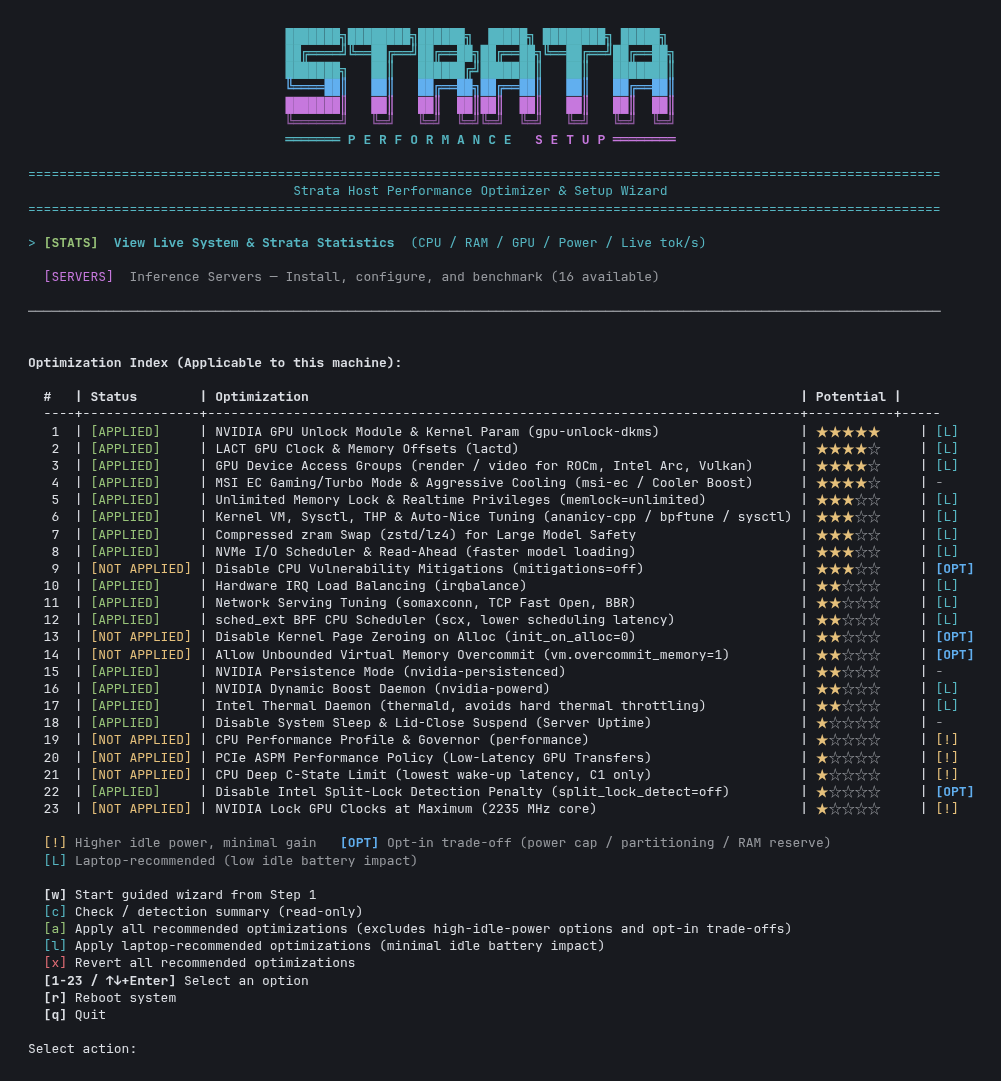 STRATA
PERFORMANCE SETUP
Strata Host Performance Optimizer & Setup Wizard
> [STATS]  View Live System & Strata Statistics  (CPU / RAM / GPU / Power / Live tok/s)
[SERVERS]  Inference Servers — Install, configure, and benchmark (16 available)
Optimization Index (Applicable to this machine):
#   | Status        | Optimization        | Potential |
1   | [APPLIED]     | NVIDIA GPU Unlock Module & Kernel Param (gpu-unlock-dkms)     | ★★★★★     | [L]
2   | [APPLIED]     | LACT GPU Clock & Memory Offsets (lactd)     | ★★★★☆     | [L]
3   | [APPLIED]     | GPU Device Access Groups (render / video for ROCm, Intel Arc, Vulkan)     | ★★★★☆     | [L]
4   | [APPLIED]     | MSI EC Gaming/Turbo Mode & Aggressive Cooling (msi-ec / Cooler Boost)     | ★★★★☆     | -
5   | [APPLIED]     | Unlimited Memory Lock & Realtime Privileges (memlock=unlimited)     | ★★★☆☆     | [L]
6   | [APPLIED]     | Kernel VM, Sysctl, THP & Auto-Nice Tuning (ananicy-cpp / bpftune / sysctl) | ★★★☆☆     | [L]
7   | [APPLIED]     | Compressed zram Swap (zstd/lz4) for Large Model Safety     | ★★★☆☆     | [L]
8   | [APPLIED]     | NVMe I/O Scheduler & Read-Ahead (faster model loading)     | ★★★☆☆     | [L]
9   | [NOT APPLIED] | Disable CPU Vulnerability Mitigations (mitigations=off)     | ★★★☆☆     | [OPT]
10  | [APPLIED]     | Hardware IRQ Load Balancing (irqbalance)     | ★★☆☆☆     | [L]
11  | [APPLIED]     | Network Serving Tuning (somaxconn, TCP Fast Open, BBR)     | ★★☆☆☆     | [L]
12  | [APPLIED]     | sched_ext BPF CPU Scheduler (scx, lower scheduling latency)     | ★★☆☆☆     | [L]
13  | [NOT APPLIED] | Disable Kernel Page Zeroing on Alloc (init_on_alloc=0)     | ★★☆☆☆     | [OPT]
14  | [NOT APPLIED] | Allow Unbounded Virtual Memory Overcommit (vm.overcommit_memory=1)     | ★★☆☆☆     | [OPT]
15  | [APPLIED]     | NVIDIA Persistence Mode (nvidia-persistenced)     | ★★☆☆☆     | -
16  | [APPLIED]     | NVIDIA Dynamic Boost Daemon (nvidia-powerd)     | ★★☆☆☆     | [L]
17  | [APPLIED]     | Intel Thermal Daemon (thermald, avoids hard thermal throttling)     | ★★☆☆☆     | [L]
18  | [APPLIED]     | Disable System Sleep & Lid-Close Suspend (Server Uptime)     | ★☆☆☆☆     | -
19  | [NOT APPLIED] | CPU Performance Profile & Governor (performance)     | ★☆☆☆☆     | [!]
20  | [NOT APPLIED] | PCIe ASPM Performance Policy (Low-Latency GPU Transfers)     | ★☆☆☆☆     | [!]
21  | [NOT APPLIED] | CPU Deep C-State Limit (lowest wake-up latency, C1 only)     | ★☆☆☆☆     | [!]
22  | [APPLIED]     | Disable Intel Split-Lock Detection Penalty (split_lock_detect=off)     | ★☆☆☆☆     | [OPT]
23  | [NOT APPLIED] | NVIDIA Lock GPU Clocks at Maximum (2235 MHz core)     | ★☆☆☆☆     | [!]
[!] Higher idle power, minimal gain   [OPT] Opt-in trade-off (power cap / partitioning / RAM reserve)
[L] Laptop-recommended (low idle battery impact)
[w] Start guided wizard from Step 1
[c] Check / detection summary (read-only)
[a] Apply all recommended optimizations (excludes high-idle-power options and opt-in trade-offs)
[l] Apply laptop-recommended optimizations (minimal idle battery impact)
[x] Revert all recommended optimizations
[1-23 / ↑↓+Enter] Select an option
[r] Reboot system
[q] Quit
Select action: